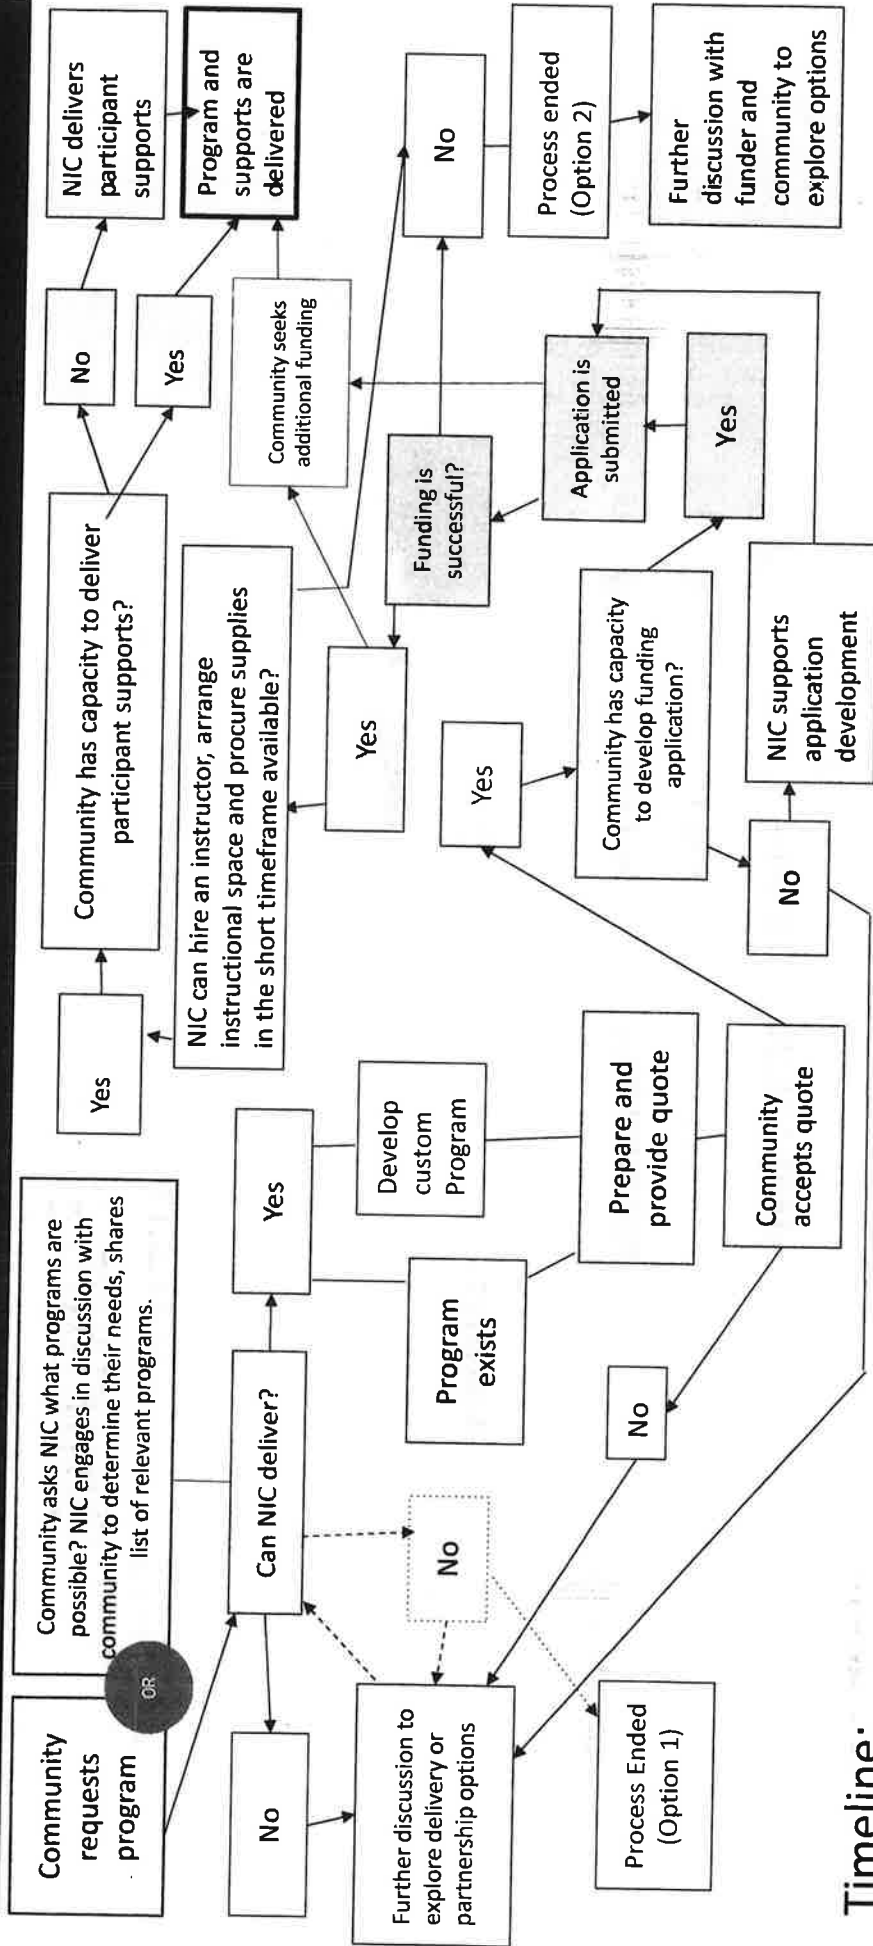 Community
requests
program
OR
Community asks NIC what programs are
possible? NIC engages in discussion with
community to determine their needs, shares
list of relevant programs.
No
Can NIC deliver?
Yes
Further discussion to
explore delivery or
partnership options
No
Program
exists
Develop
custom
Program
Process Ended
(Option 1)
No
Prepare and
provide quote
Community
accepts quote
Yes
Community has capacity
to develop funding
application?
No
NIC supports
application
development
Yes
Application is
submitted
Funding is
successful?
Yes
Community seeks
additional funding
NIC can hire an instructor, arrange
instructional space and procure supplies
in the short timeframe available?
Yes
Community has capacity to deliver
participant supports?
No
Yes
NIC delivers
participant
supports
Program and
supports are
delivered
No
Process ended
(Option 2)
Further
discussion with
funder and
community to
explore options
Timeline: